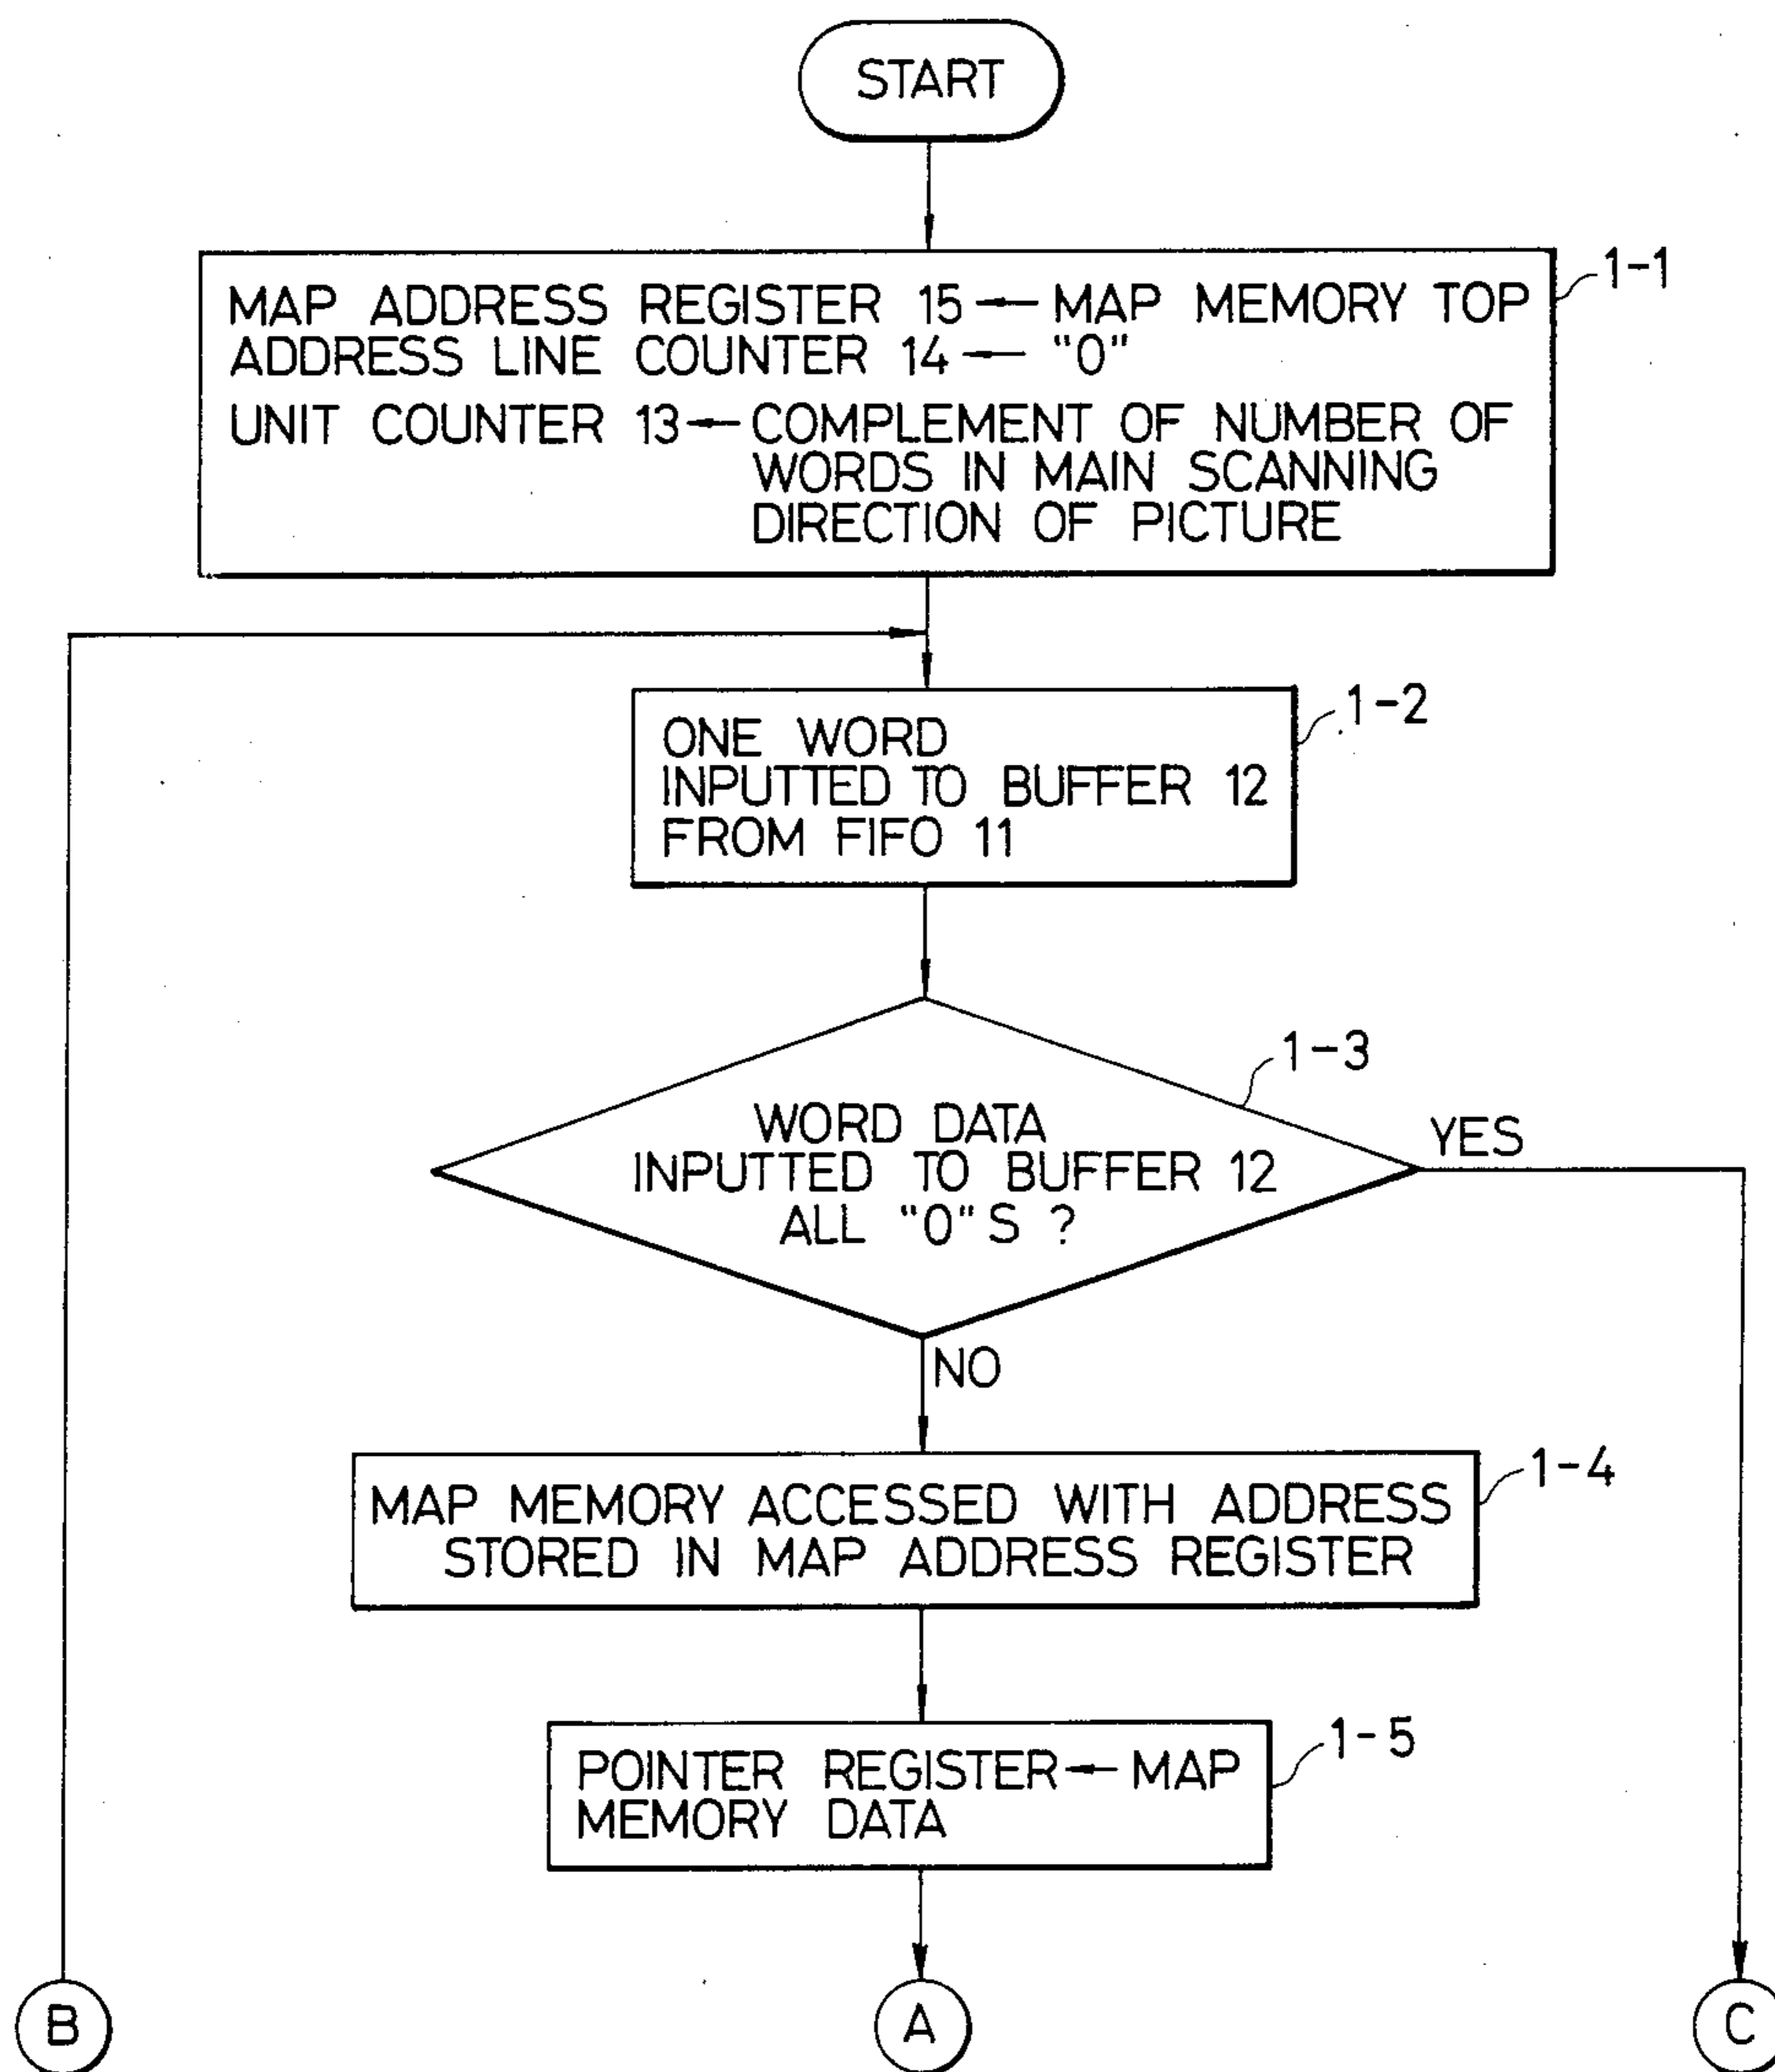 START
1-1
MAP ADDRESS REGISTER 15 ← MAP MEMORY TOP
ADDRESS LINE COUNTER 14 ← "0"
UNIT COUNTER 13 ← COMPLEMENT OF NUMBER OF
WORDS IN MAIN SCANNING
DIRECTION OF PICTURE
1-2
ONE WORD
INPUTTED TO BUFFER 12
FROM FIFO 11
1-3
WORD DATA
INPUTTED TO BUFFER 12
ALL "0"S ?
YES
NO
1-4
MAP MEMORY ACCESSED WITH ADDRESS
STORED IN MAP ADDRESS REGISTER
1-5
POINTER REGISTER ← MAP
MEMORY DATA
B
A
C